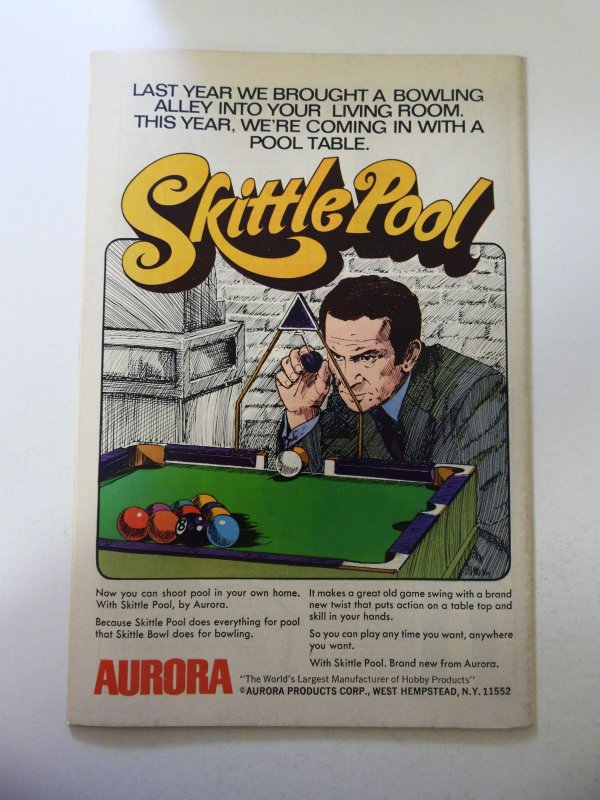 LAST YEAR WE BROUGHT A BOWLING
ALLEY INTO YOUR LIVING ROOM.
THIS YEAR, WE'RE COMING IN WITH A
POOL TABLE.
Skittle Pool
8
Now you can shoot pool in your own home.
With Skittle Pool, by Aurora.
Because Skittle Pool does everything for pool
that Skittle Bowl does for bowling.
It makes a great old game swing with a brand
new twist that puts action on a table top and
skill in your hands.
So you can play any time you want, anywhere
you want.
With Skittle Pool. Brand new from Aurora.
AURORA
"The World's Largest Manufacturer of Hobby Products"
©AURORA PRODUCTS CORP., WEST HEMPSTEAD, N.Y. 11552